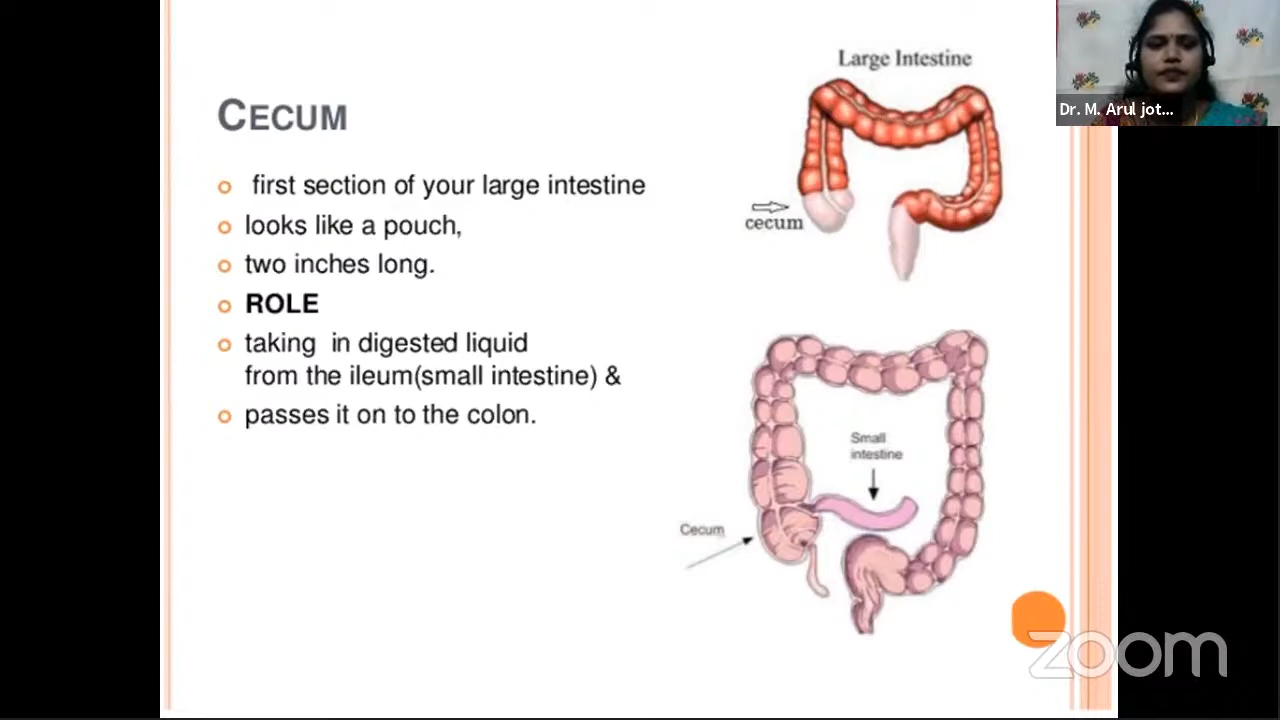 CECUM
first section of your large intestine
looks like a pouch,
two inches long.
ROLE
taking in digested liquid
from the ileum(small intestine) &
passes it on to the colon.
Large Intestine
cecum
Small
intestine
Cecum
Dr. M. Arul jot...
zoom